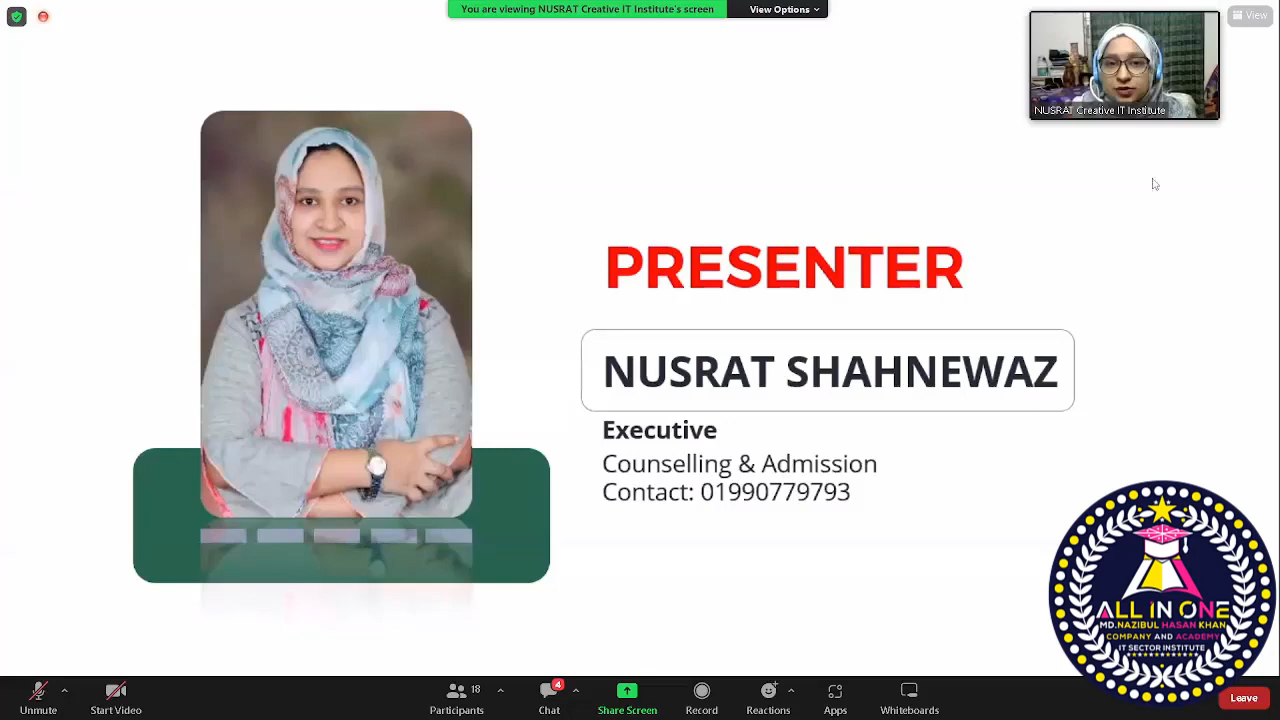 You are viewing NUSRAT Creative IT Institute's screen
View Options
View
NUSRAT Creative IT Institute
PRESENTER
NUSRAT SHAHNEWAZ
Executive
Counselling & Admission
Contact: 01990779793
ALL IN ONE
MD.NAZIBUL HASAN KHAN
COMPANY AND ACADEMY
IT SECTOR INSTITUTE
Unmute
Start Video
Participants 18
Chat 4
Share Screen
Record
Reactions
Apps
Whiteboards
Leave